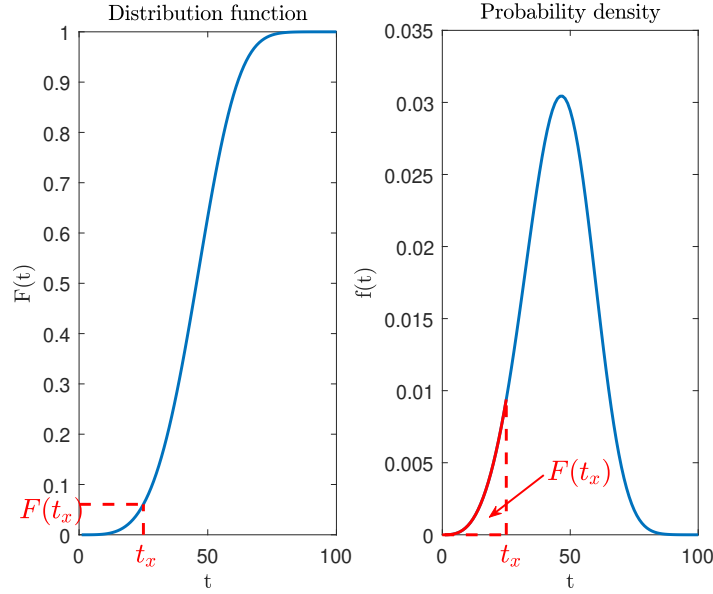 Distribution function
1
0.9
0.8
0.7
0.6
0.5
0.4
0.3
0.2
0.1
0
F(t)
F(t_x)
0
t_x
50
100
t
Probability density
0.035
0.03
0.025
0.02
0.015
0.01
0.005
0
f(t)
F(t_x)
0
t_x
50
100
t